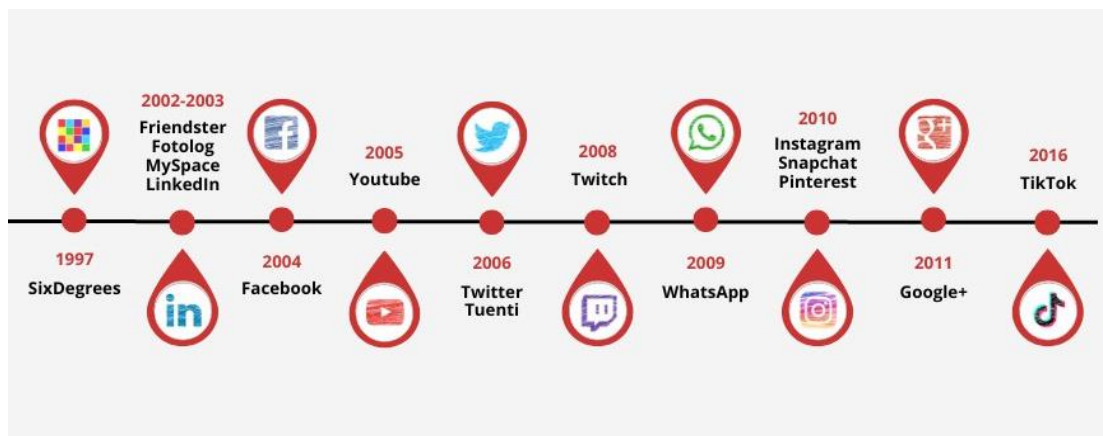 1997
SixDegrees
2002-2003
Friendster
Fotolog
MySpace
LinkedIn
in
f
2004
Facebook
2005
Youtube
2006
Twitter
Tuenti
2008
Twitch
2009
WhatsApp
2010
Instagram
Snapchat
Pinterest
g+
2011
Google+
2016
TikTok